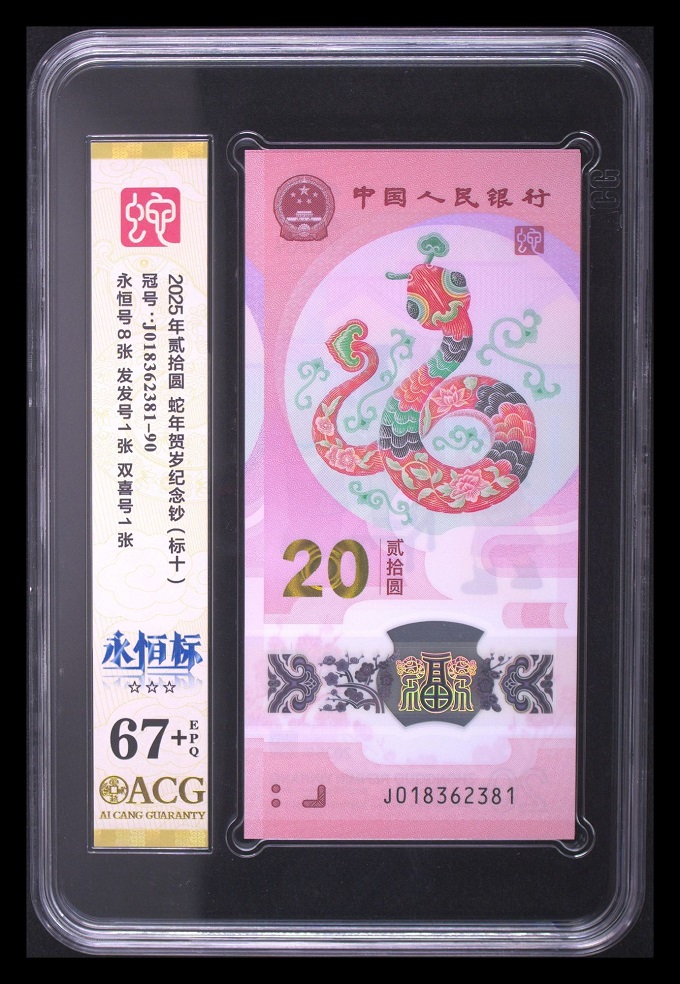 蛇
2025年贰拾圆 蛇年贺岁纪念钞(标十)
冠号:J018362381-90
永恒号8张 发发号1张 双喜号1张
永恒标
☆☆☆
67+
EPQ
ACG
AI CANG GUARANTY
中国人民银行
蛇
20
贰拾圆
福
J018362381